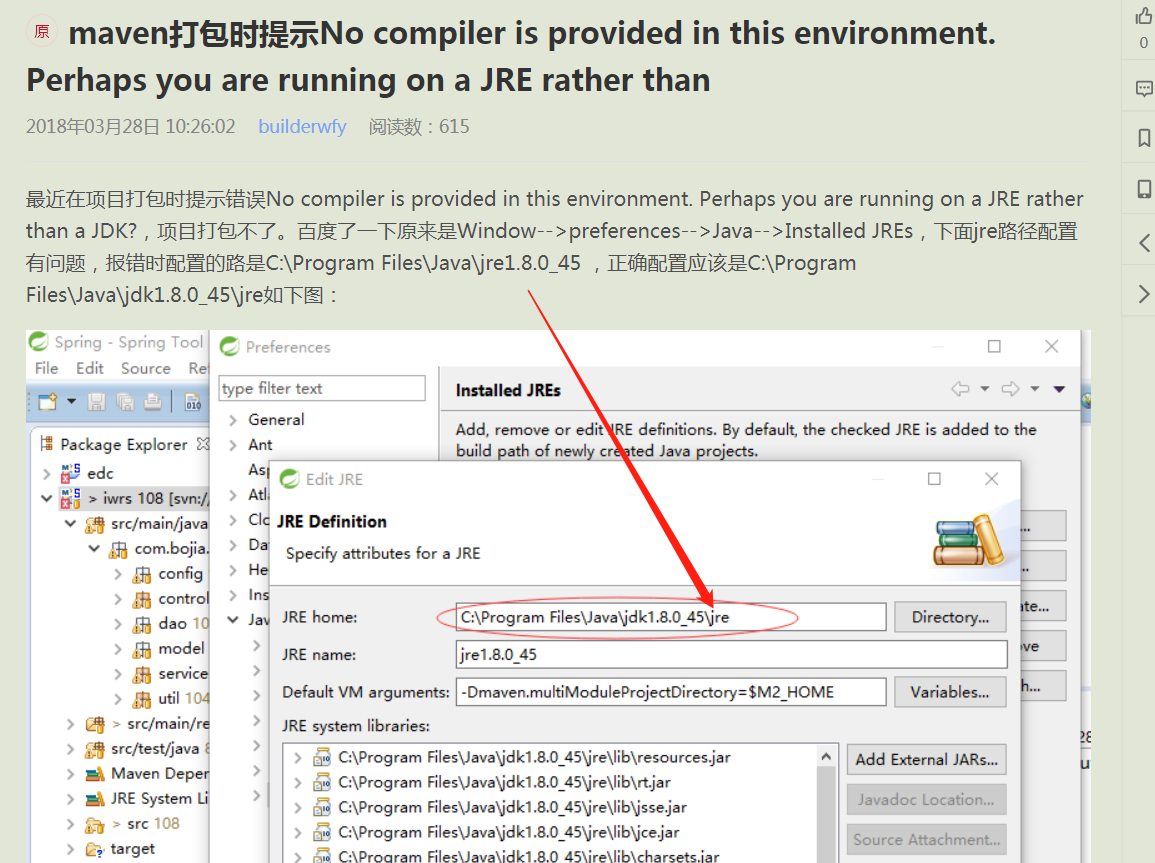 原 maven打包时提示No compiler is provided in this environment.
Perhaps you are running on a JRE rather than
2018年03月28日 10:26:02 builderwfy 阅读数：615
0
最近在项目打包时提示错误No compiler is provided in this environment. Perhaps you are running on a JRE rather
than a JDK?，项目打包不了。百度了一下原来是Window-->preferences-->Java-->Installed JREs，下面jre路径配置
有问题，报错时配置的路是C:\Program Files\Java\jre1.8.0_45 ，正确配置应该是C:\Program
Files\Java\jdk1.8.0_45\jre如下图：
Spring - Spring Tool
File Edit Source Re
Package Explorer
edc
> iwrs 108 [svn:/
src/main/java
com.bojia.
config
control
dao 10
model
service
util 104
> src/main/re
src/test/java
Maven Deper
JRE System Li
> src 108
target
Preferences
type filter text
General
Ant
Installed JREs
Add, remove or edit JRE definitions. By default, the checked JRE is added to the
build path of newly created Java projects.
Edit JRE
JRE Definition
Specify attributes for a JRE
JRE home: C:\Program Files\Java\jdk1.8.0_45\jre Directory...
JRE name: jre1.8.0_45
Default VM arguments: -Dmaven.multiModuleProjectDirectory=$M2_HOME Variables...
JRE system libraries:
C:\Program Files\Java\jdk1.8.0_45\jre\lib\resources.jar
C:\Program Files\Java\jdk1.8.0_45\jre\lib\rt.jar
C:\Program Files\Java\jdk1.8.0_45\jre\lib\jsse.jar
C:\Program Files\Java\jdk1.8.0_45\jre\lib\jce.jar
C:\Program Files\Java\jdk1.8.0_45\jre\lib\charsets.jar
Add External JARs...
Javadoc Location...
Source Attachment...